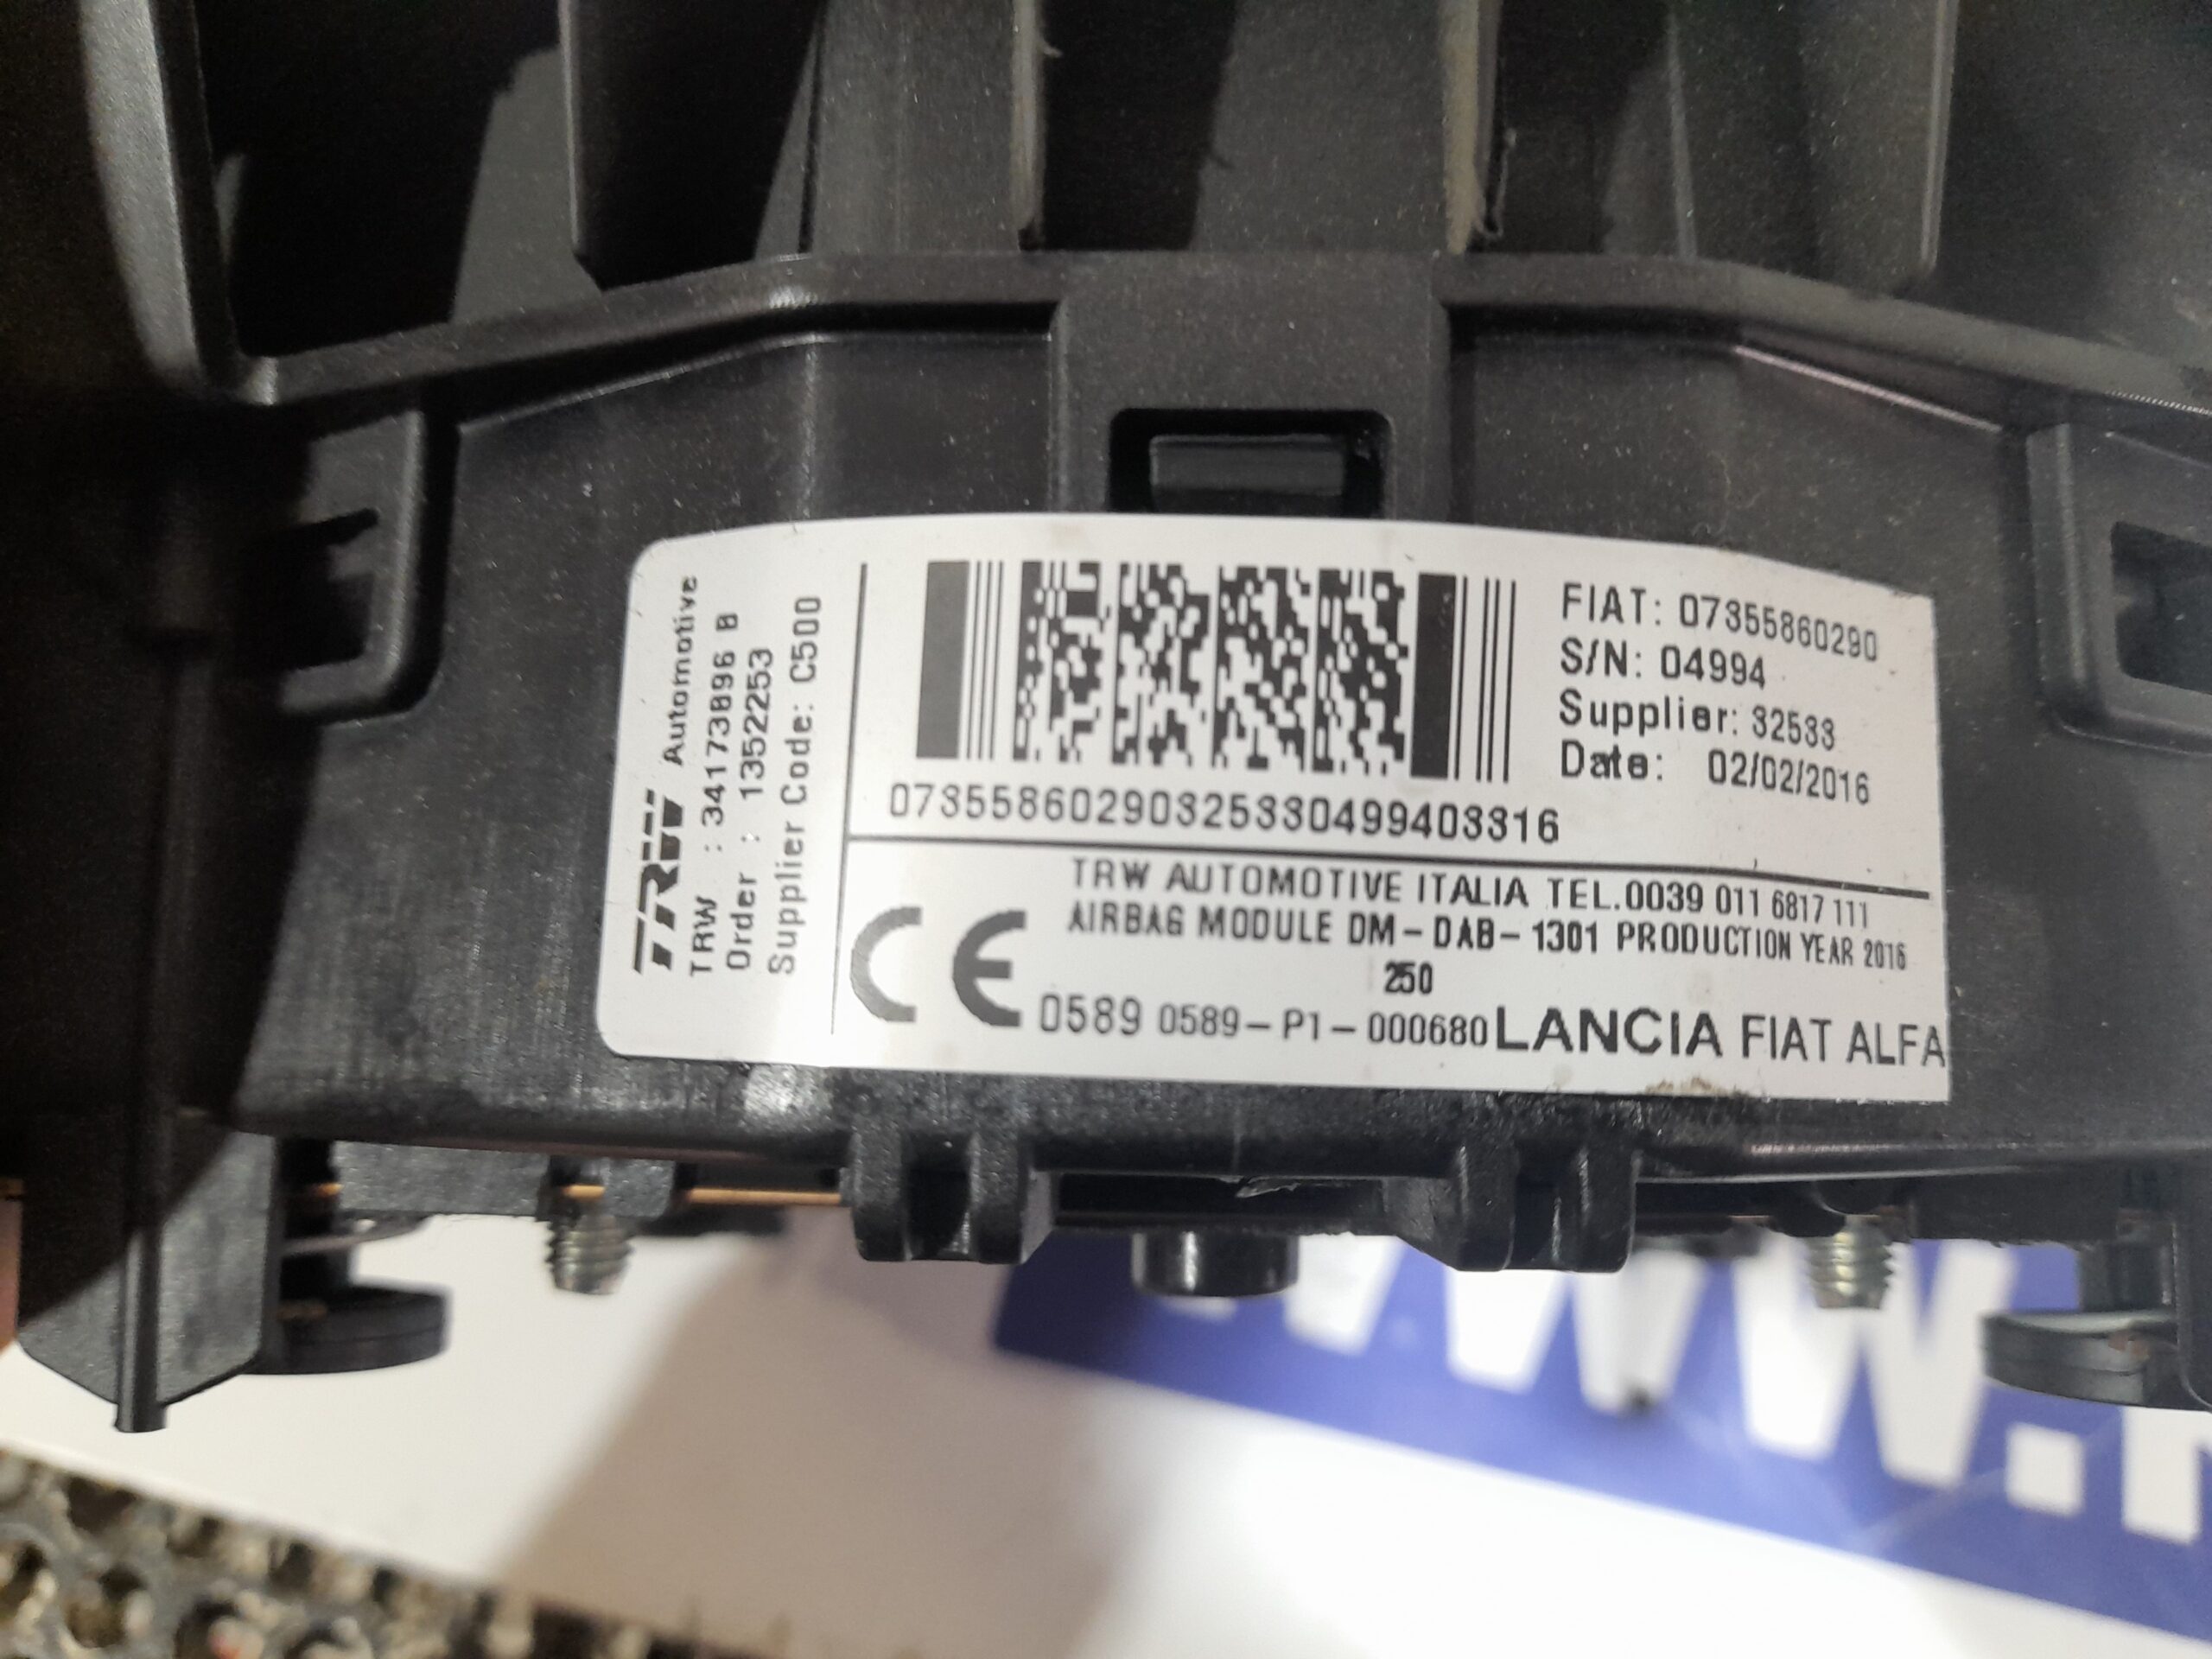 TRW Automotive
TRW : 34173896 B
Order : 13522253
Supplier Code: C500
FIAT: 07355860290
S/N: 04994
Supplier: 32533
Date: 02/02/2016
0735586029032533049940331​6
TRW AUTOMOTIVE ITALIA TEL.0039 011 6817 111
AIRBAG MODULE DM-DAB-1301 PRODUCTION YEAR 2016
250
CE 0589 0589-P1-000680 LANCIA FIAT ALFA